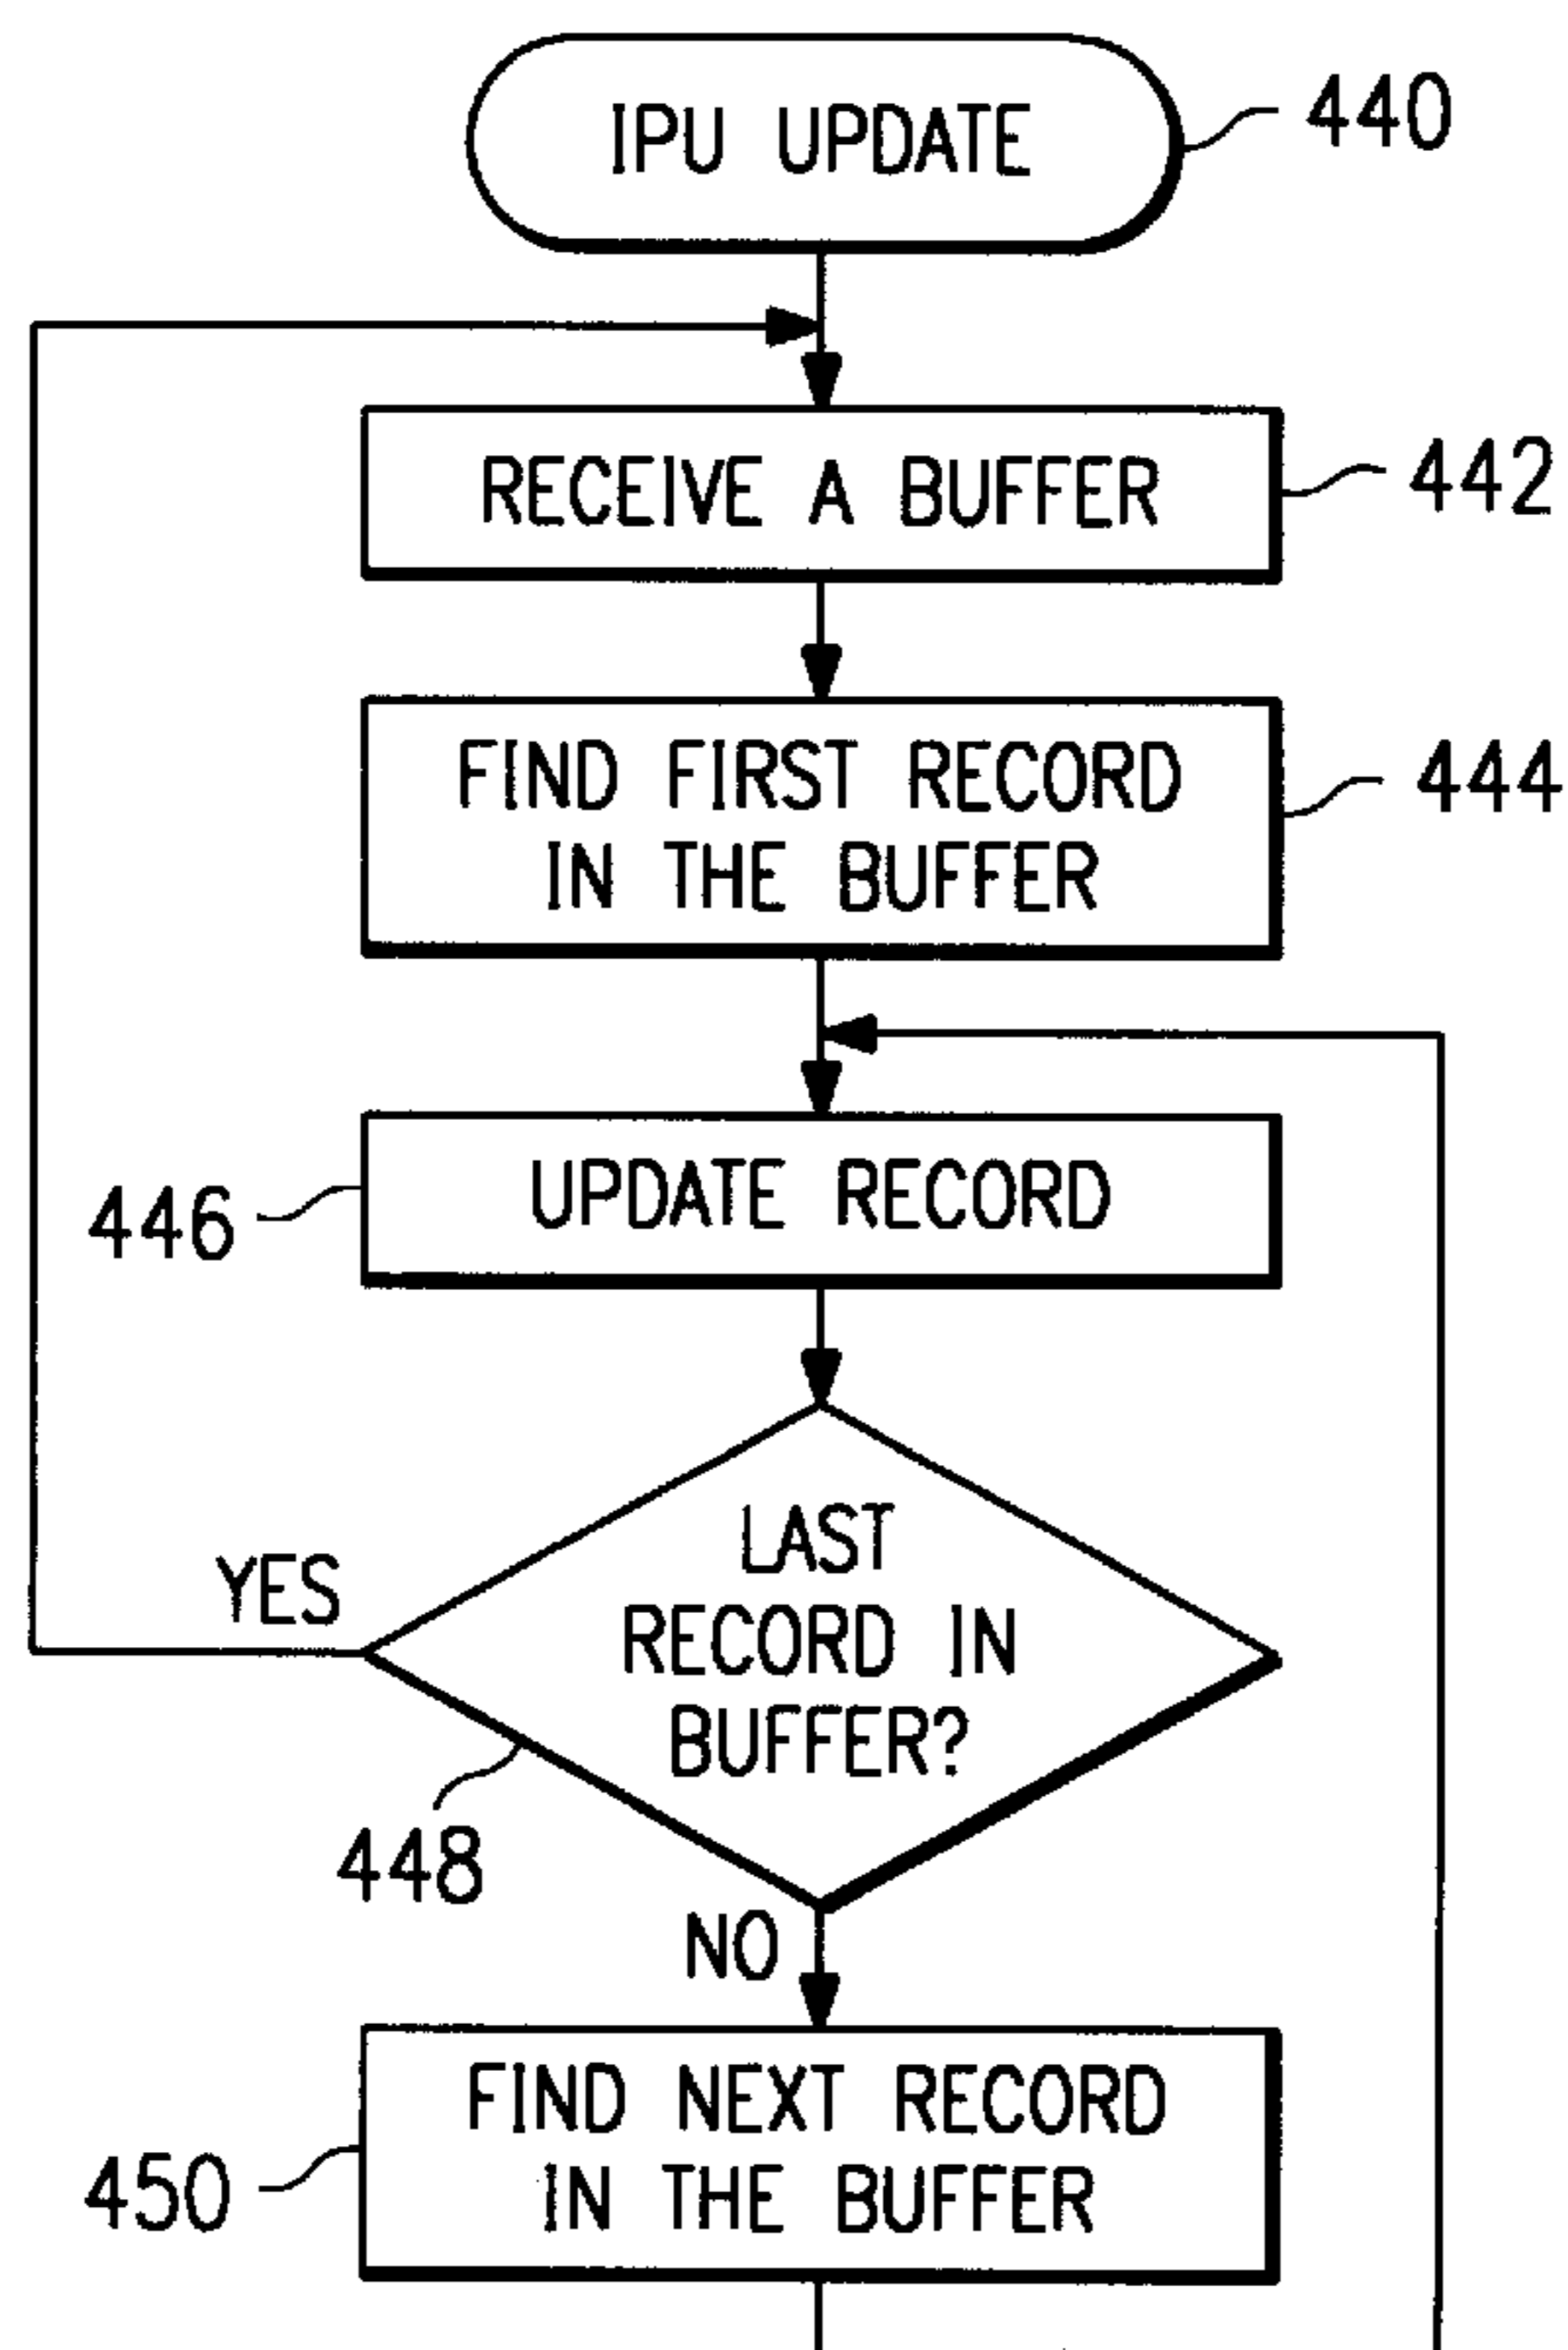 IPU UPDATE
440
RECEIVE A BUFFER
442
FIND FIRST RECORD
IN THE BUFFER
444
UPDATE RECORD
446
LAST
RECORD IN
BUFFER?
YES
448
NO
FIND NEXT RECORD
IN THE BUFFER
450